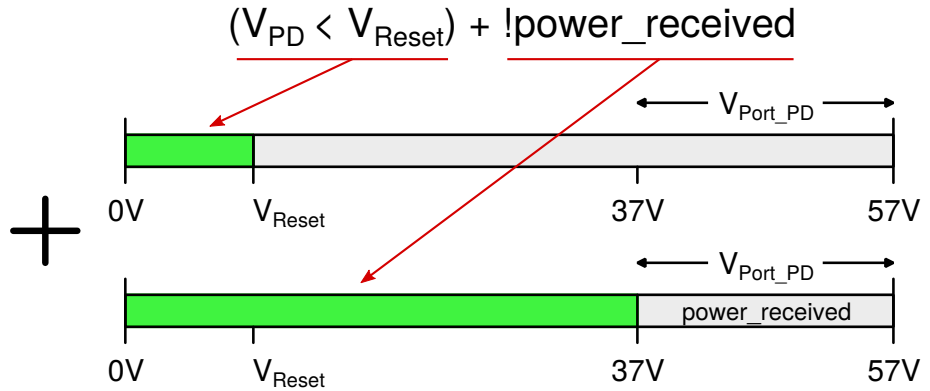 (V_PD < V_Reset) + !power_received
V_Port_PD
0V V_Reset 37V 57V
+
V_Port_PD
power_received
0V V_Reset 37V 57V